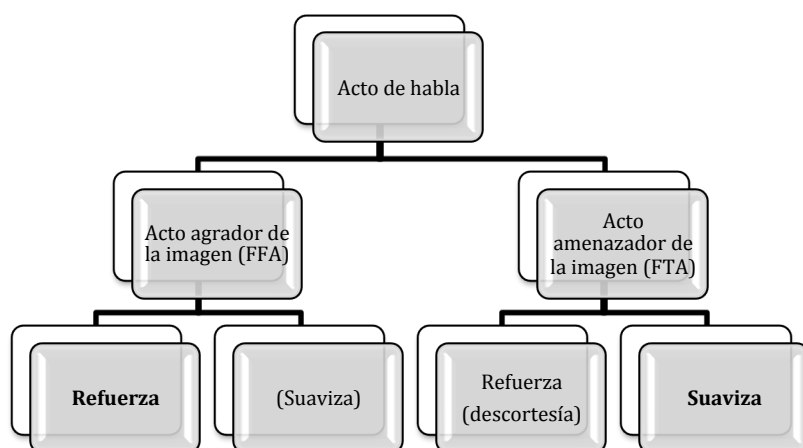 Acto de habla
Acto agrador de
la imagen (FFA)
Acto
amenazador de
la imagen (FTA)
Refuerza
(Suaviza)
Refuerza
(descortesía)
Suaviza